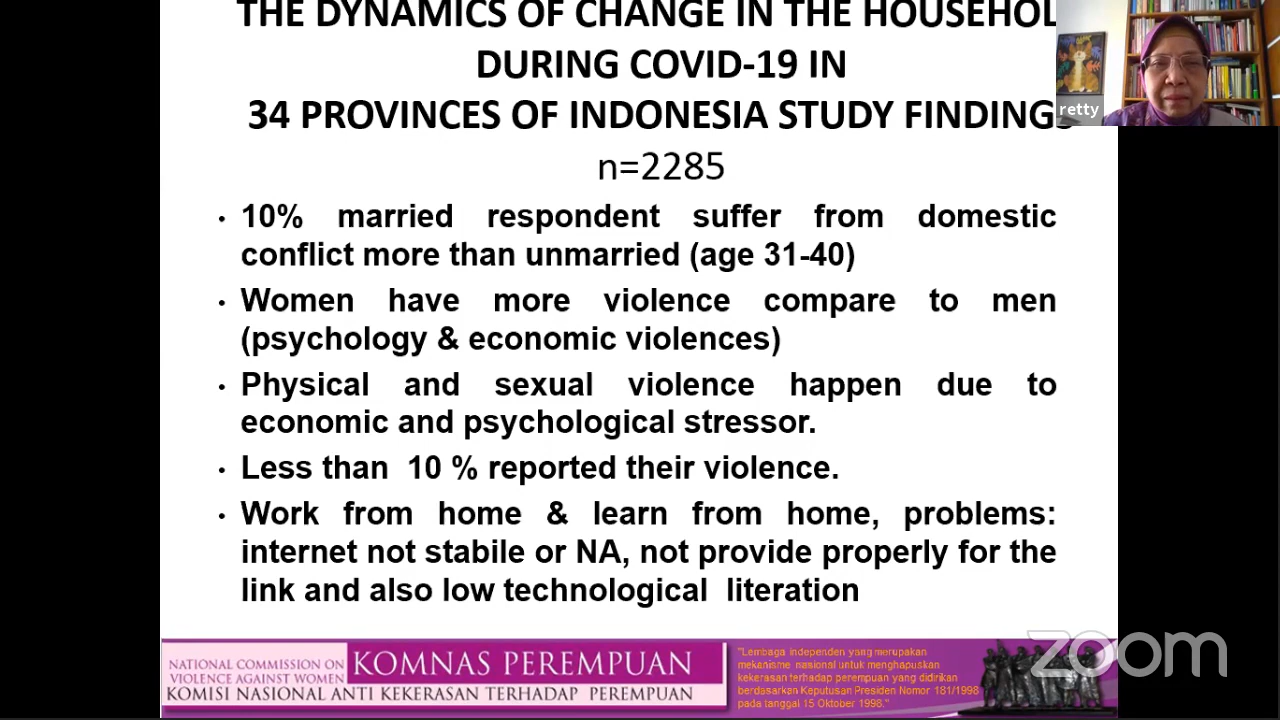 THE DYNAMICS OF CHANGE IN THE HOUSEHOL
DURING COVID-19 IN
34 PROVINCES OF INDONESIA STUDY FINDINGS
n=2285
retty
• 10% married respondent suffer from domestic
conflict more than unmarried (age 31-40)
• Women have more violence compare to men
(psychology & economic violences)
• Physical and sexual violence happen due to
economic and psychological stressor.
• Less than 10 % reported their violence.
• Work from home & learn from home, problems:
internet not stabile or NA, not provide properly for the
link and also low technological literation
NATIONAL COMMISSION ON
VIOLENCE AGAINST WOMEN
KOMNAS PEREMPUAN
KOMISI NASIONAL ANTI KEKERASAN TERHADAP PEREMPUAN
"Lembaga independen yang merupakan
mekanisme nasional untuk menghapuskan
kekerasan terhadap perempuan yang didirikan
berdasarkan Keputusan Presiden Nomor 181/1998
pada tanggal 15 Oktober 1998."
zoom